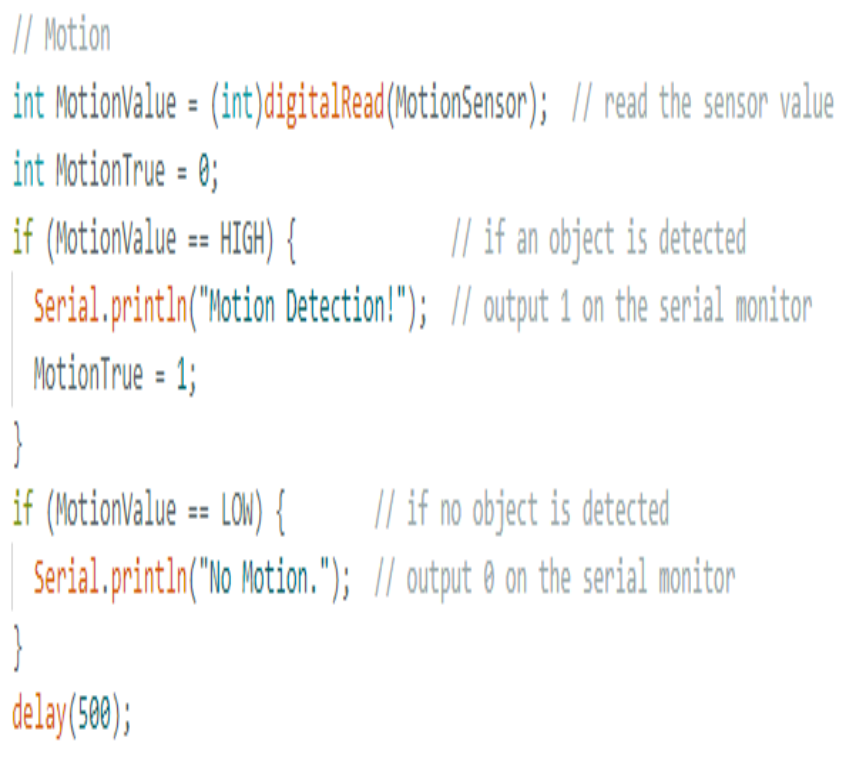 // Motion
int MotionValue = (int)digitalRead(MotionSensor);  // read the sensor value
int MotionTrue = 0;
if (MotionValue == HIGH) {              // if an object is detected
  Serial.println("Motion Detection!");  // output 1 on the serial monitor
  MotionTrue = 1;
}
if (MotionValue == LOW) {        // if no object is detected
  Serial.println("No Motion.");  // output 0 on the serial monitor
}
delay(500);